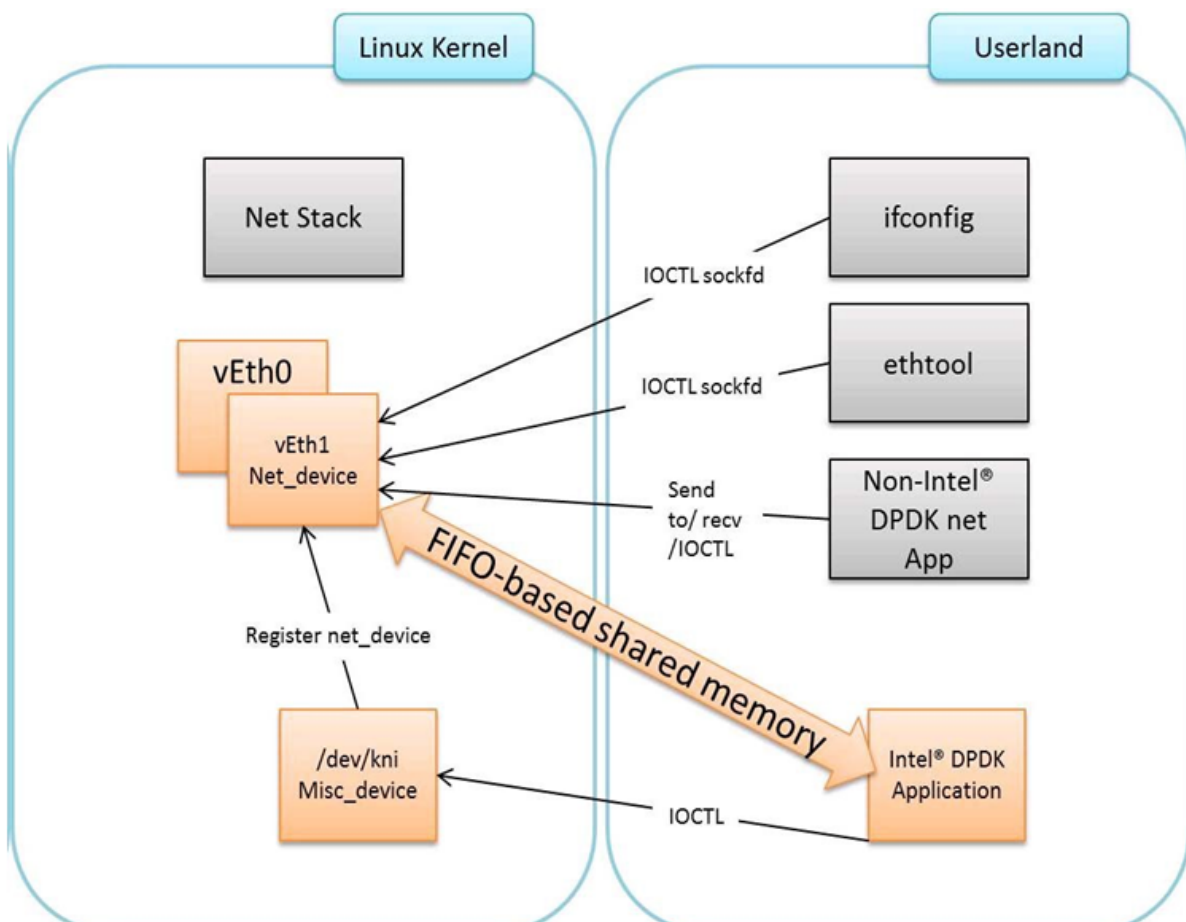 Linux Kernel
Userland
Net Stack
ifconfig
IOCTL sockfd
vEth0
ethtool
IOCTL sockfd
vEth1
Net_device
Non-Intel®
DPDK net
App
Send
to/ recv
/IOCTL
FIFO-based shared memory
Register net_device
/dev/kni
Misc_device
Intel® DPDK
Application
IOCTL